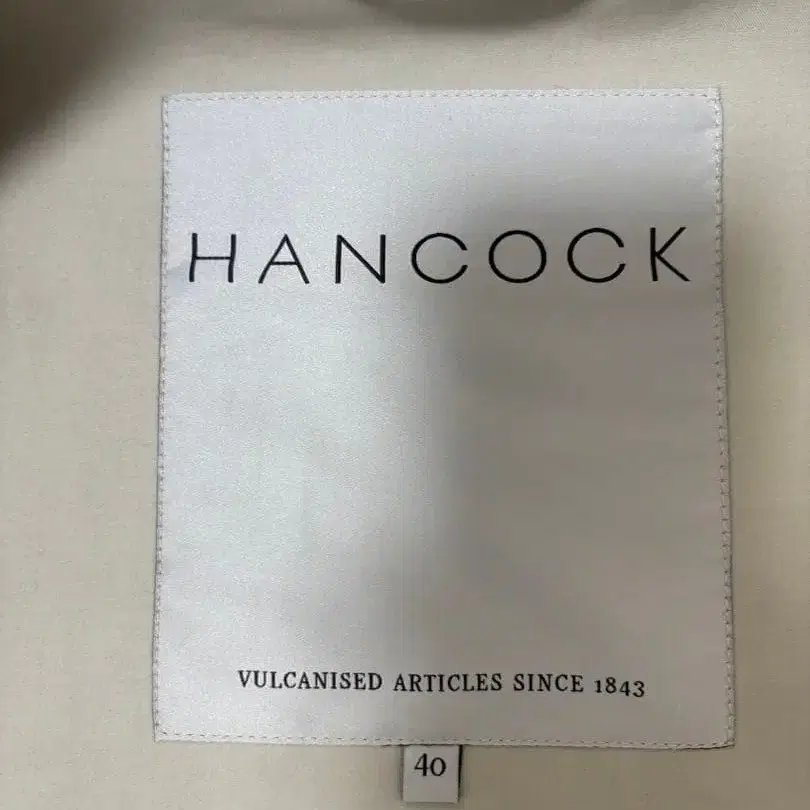 HANCOCK
VULCANISED ARTICLES SINCE 1843
40